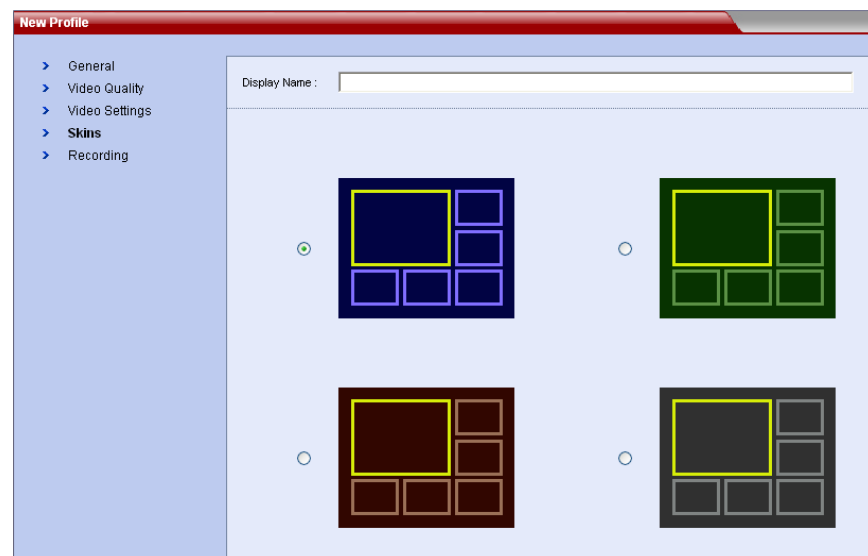 New Profile
General
Video Quality
Video Settings
Skins
Recording
Display Name :